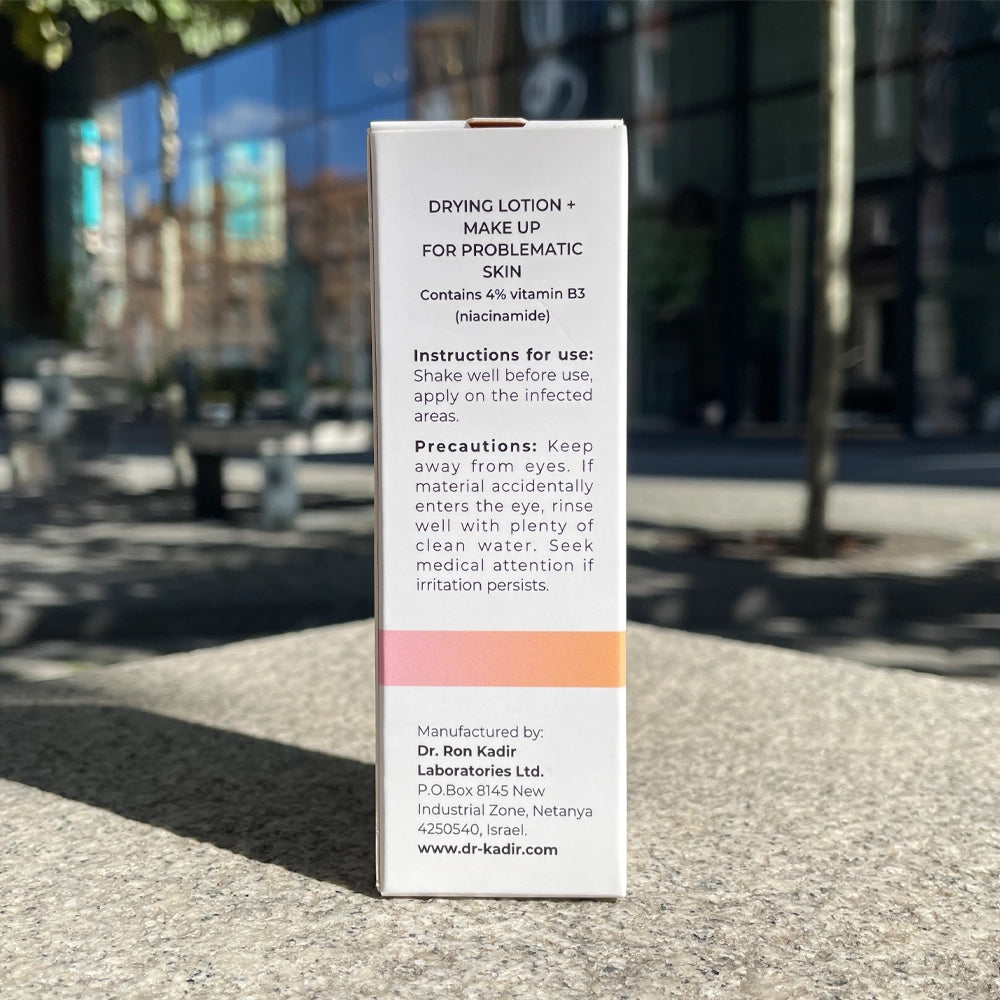 DRYING LOTION +
MAKE UP
FOR PROBLEMATIC
SKIN
Contains 4% vitamin B3
(niacinamide)
Instructions for use:
Shake well before use,
apply on the infected
areas.
Precautions: Keep
away from eyes. If
material accidentally
enters the eye, rinse
well with plenty of
clean water. Seek
medical attention if
irritation persists.
Manufactured by:
Dr. Ron Kadir
Laboratories Ltd.
P.O.Box 8145 New
Industrial Zone, Netanya
4250540, Israel.
www.dr-kadir.com